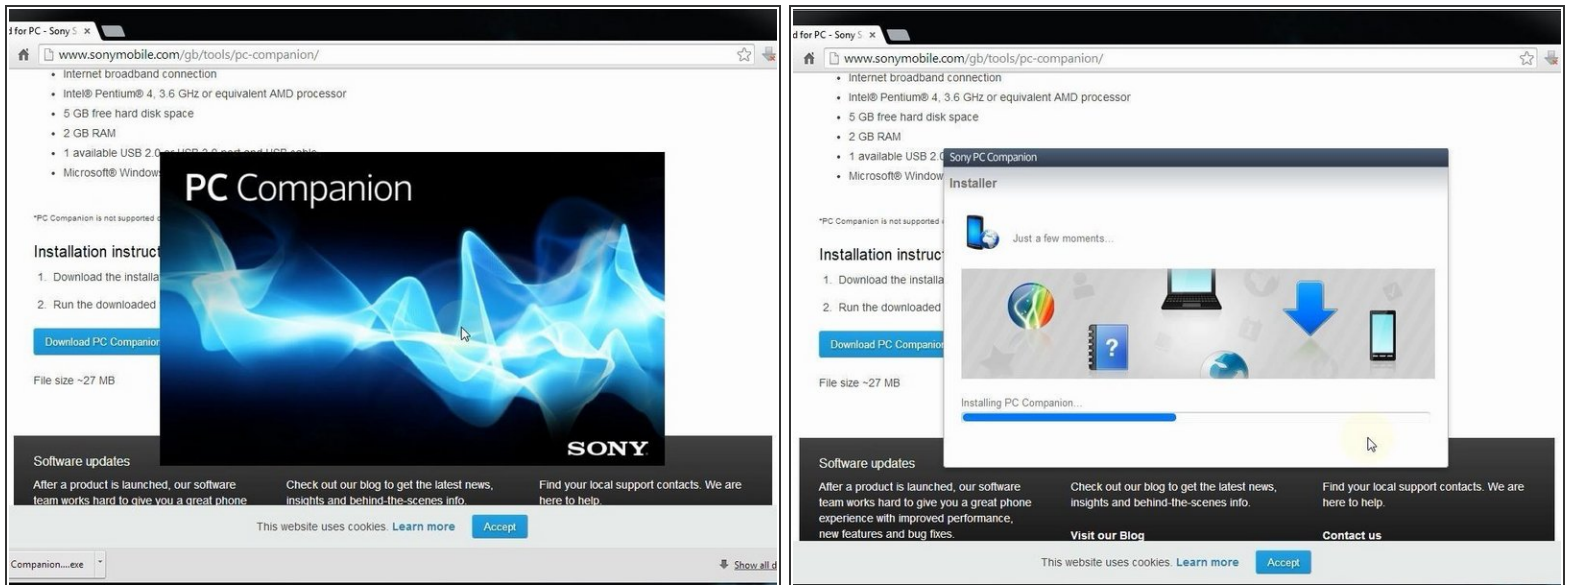 d for PC - Sony S
www.sonymobile.com/gb/tools/pc-companion/
Internet broadband connection
Intel® Pentium® 4, 3.6 GHz or equivalent AMD processor
5 GB free hard disk space
2 GB RAM
1 available USB 2.0 or USB 3.0 port and USB cable
Microsoft® Window
*PC Companion is not supported
Installation instruct
1. Download the installa
2. Run the downloaded
Download PC Companion
File size ~27 MB
PC Companion
SONY
Software updates
After a product is launched, our software
team works hard to give you a great phone
Check out our blog to get the latest news,
insights and behind-the-scenes info.
Find your local support contacts. We are
here to help.
This website uses cookies. Learn more
Accept
Companion....exe
Show all d
d for PC - Sony S
www.sonymobile.com/gb/tools/pc-companion/
Internet broadband connection
Intel® Pentium® 4, 3.6 GHz or equivalent AMD processor
5 GB free hard disk space
2 GB RAM
1 available USB 2.0
Microsoft® Window
*PC Companion is not supported
Installation instruc
1. Download the installa
2. Run the downloaded
Download PC Companion
File size ~27 MB
Sony PC Companion
Installer
Just a few moments...
?
Installing PC Companion...
Software updates
After a product is launched, our software
team works hard to give you a great phone
experience with improved performance,
new features and bug fixes.
Check out our blog to get the latest news,
insights and behind-the-scenes info.
Visit our Blog
Find your local support contacts. We are
here to help.
Contact us
This website uses cookies. Learn more
Accept